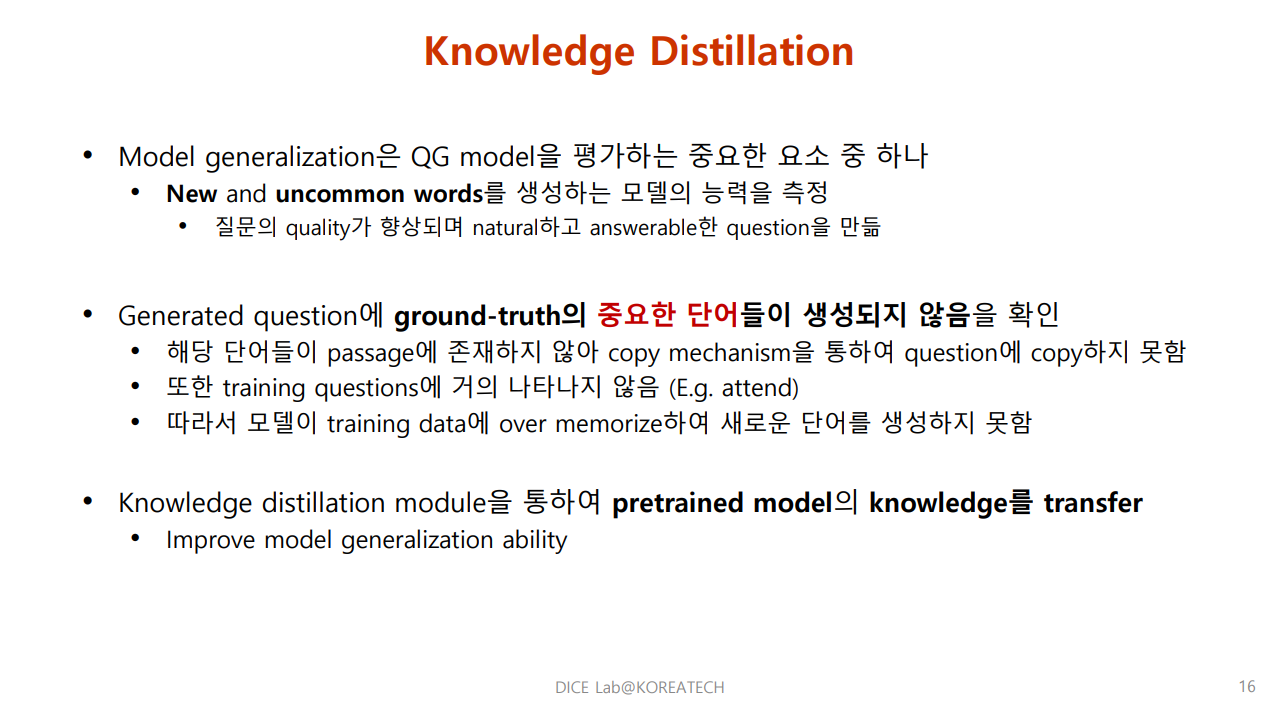 Knowledge Distillation
• Model generalization은 QG model을 평가하는 중요한 요소 중 하나
• New and uncommon words를 생성하는 모델의 능력을 측정
• 질문의 quality가 향상되며 natural하고 answerable한 question을 만듦
• Generated question에 ground-truth의 중요한 단어들이 생성되지 않음을 확인
• 해당 단어들이 passage에 존재하지 않아 copy mechanism을 통하여 question에 copy하지 못함
• 또한 training questions에 거의 나타나지 않음 (E.g. attend)
• 따라서 모델이 training data에 over memorize하여 새로운 단어를 생성하지 못함
• Knowledge distillation module을 통하여 pretrained model의 knowledge를 transfer
• Improve model generalization ability
DICE Lab@KOREATECH
16